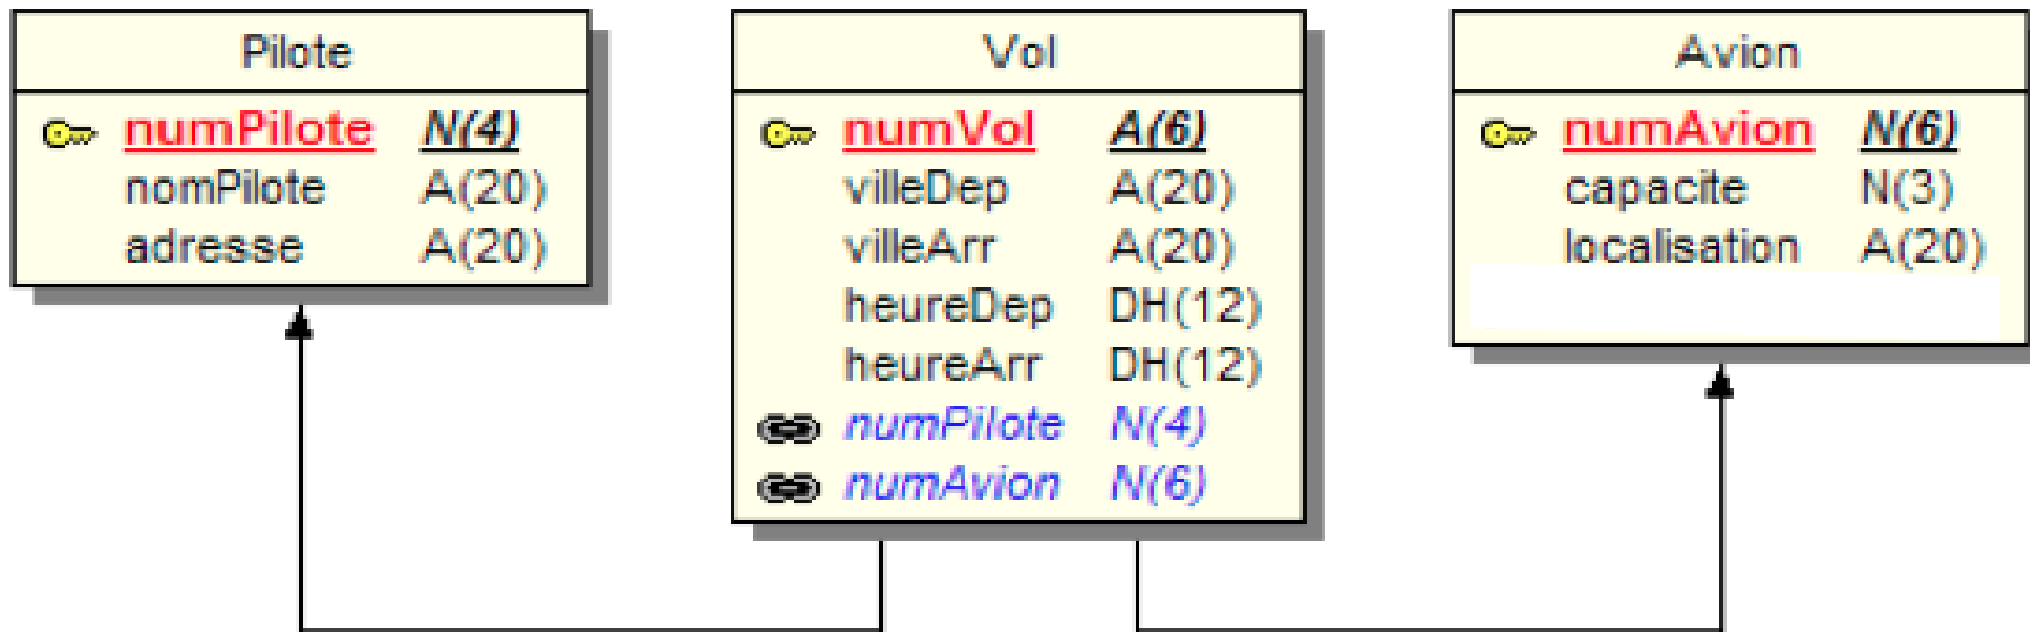 Pilote
numPilote N(4)
nomPilote A(20)
adresse A(20)
Vol
numVol A(6)
villeDep A(20)
villeArr A(20)
heureDep DH(12)
heureArr DH(12)
numPilote N(4)
numAvion N(6)
Avion
numAvion N(6)
capacite N(3)
localisation A(20)